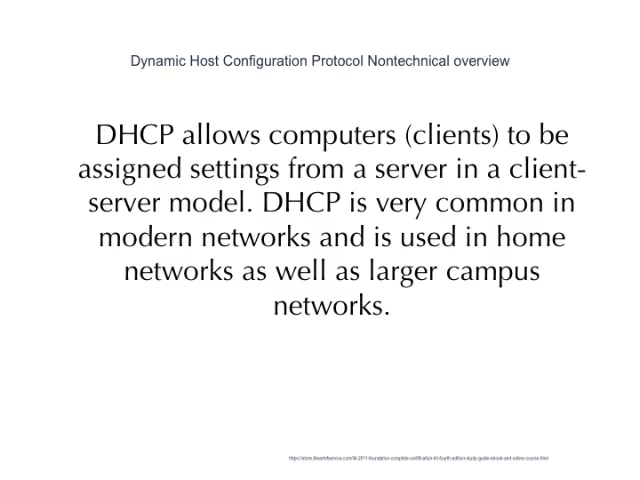 Dynamic Host Configuration Protocol Nontechnical overview
DHCP allows computers (clients) to be
assigned settings from a server in a client-
server model. DHCP is very common in
modern networks and is used in home
networks as well as larger campus
networks.